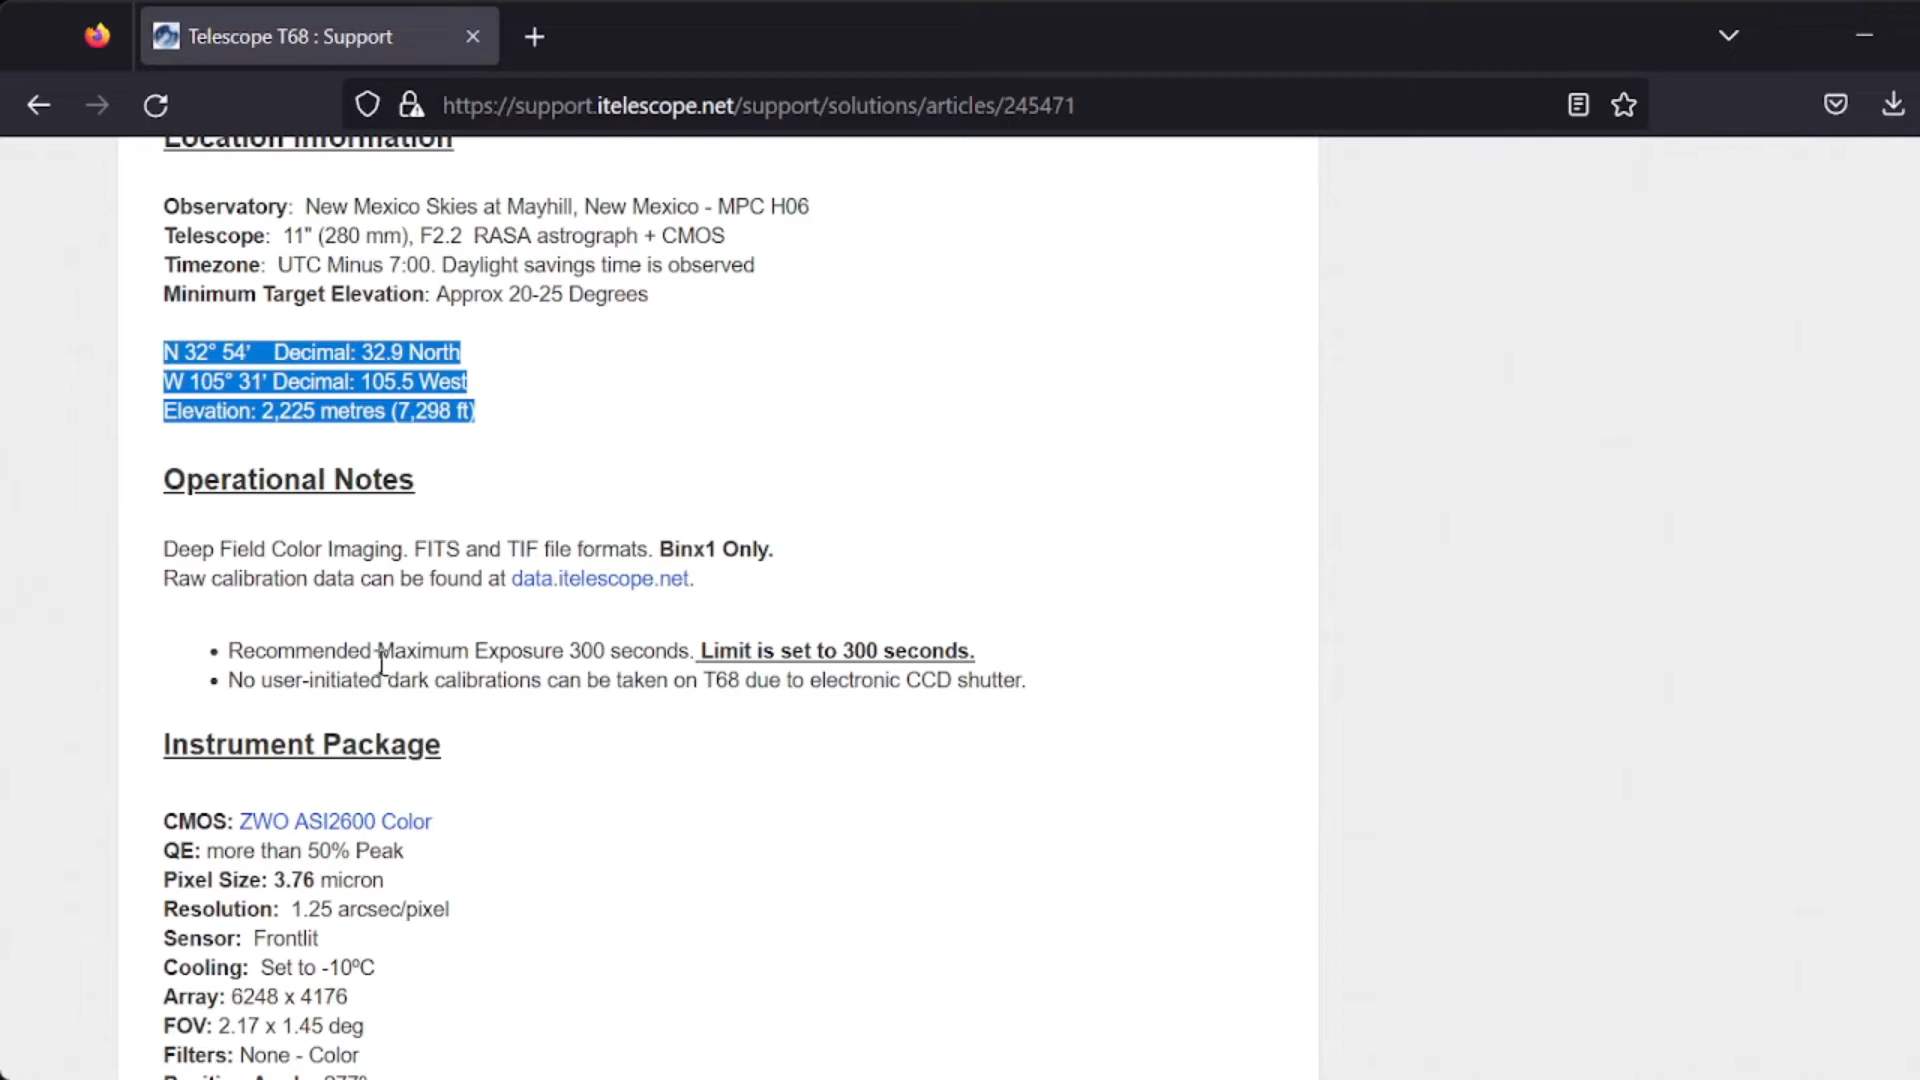 Telescope T68 : Support
https://support.itelescope.net/support/solutions/articles/245471
Location Information
Observatory: New Mexico Skies at Mayhill, New Mexico - MPC H06
Telescope: 11" (280 mm), F2.2 RASA astrograph + CMOS
Timezone: UTC Minus 7:00. Daylight savings time is observed
Minimum Target Elevation: Approx 20-25 Degrees
N 32° 54' Decimal: 32.9 North
W 105° 31' Decimal: 105.5 West
Elevation: 2,225 metres (7,298 ft)
Operational Notes
Deep Field Color Imaging. FITS and TIF file formats. Binx1 Only.
Raw calibration data can be found at data.itelescope.net.
Recommended Maximum Exposure 300 seconds. Limit is set to 300 seconds.
No user-initiated dark calibrations can be taken on T68 due to electronic CCD shutter.
Instrument Package
CMOS: ZWO ASI2600 Color
QE: more than 50% Peak
Pixel Size: 3.76 micron
Resolution: 1.25 arcsec/pixel
Sensor: Frontlit
Cooling: Set to -10ºC
Array: 6248 x 4176
FOV: 2.17 x 1.45 deg
Filters: None - Color